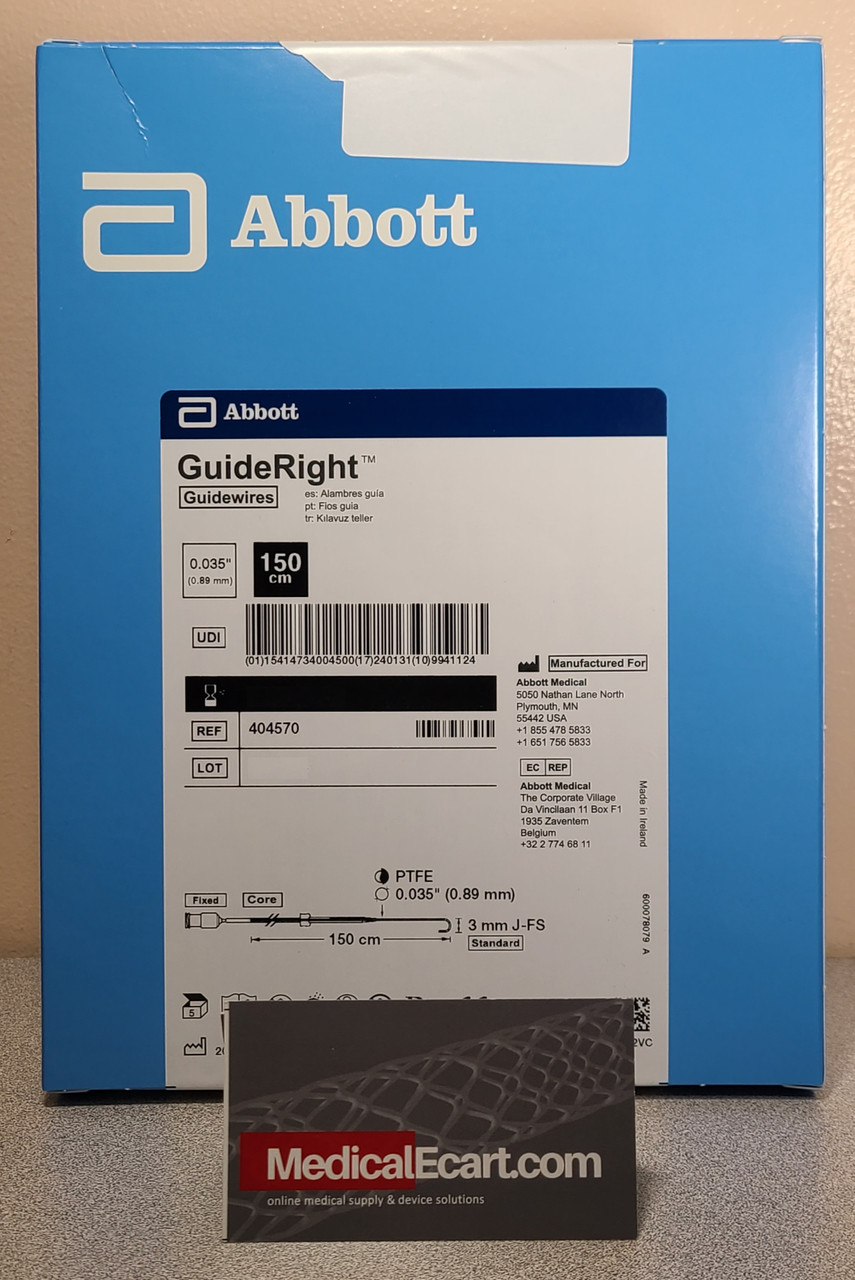 Abbott
Abbott
GuideRight™
Guidewires
es: Alambres guía
pt: Fios guia
tr: Kılavuz teller
0.035"
(0.89 mm)
150
cm
UDI
(01)15414734004500(17)240131(10)9941124
REF
404570
LOT
Manufactured For
Abbott Medical
5050 Nathan Lane North
Plymouth, MN
55442 USA
+1 855 478 5833
+1 651 756 5833
EC REP
Abbott Medical
The Corporate Village
Da Vincilaan 11 Box F1
1935 Zaventem
Belgium
+32 2 774 68 11
Made in Ireland
600078079 A
PTFE
0.035" (0.89 mm)
Fixed
Core
3 mm J-FS
Standard
150 cm
5
MedicalEcart.com
online medical supply & device solutions